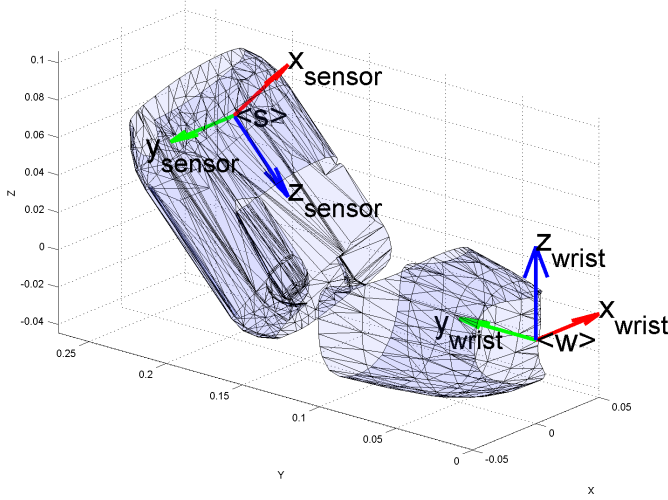 0.1
0.08
0.06
0.04
0.02
0
-0.02
-0.04
Z
x sensor
<s>
y sensor
z sensor
z wrist
x wrist
y wrist
<w>
0.25
0.2
0.15
0.1
0.05
0
Y
-0.05
0
0.05
X